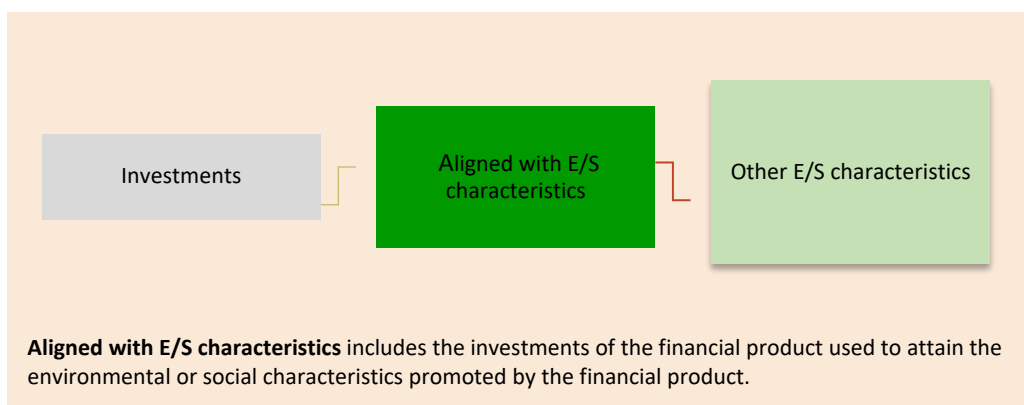 Investments
Aligned with E/S
characteristics
Other E/S characteristics
Aligned with E/S characteristics includes the investments of the financial product used to attain the
environmental or social characteristics promoted by the financial product.